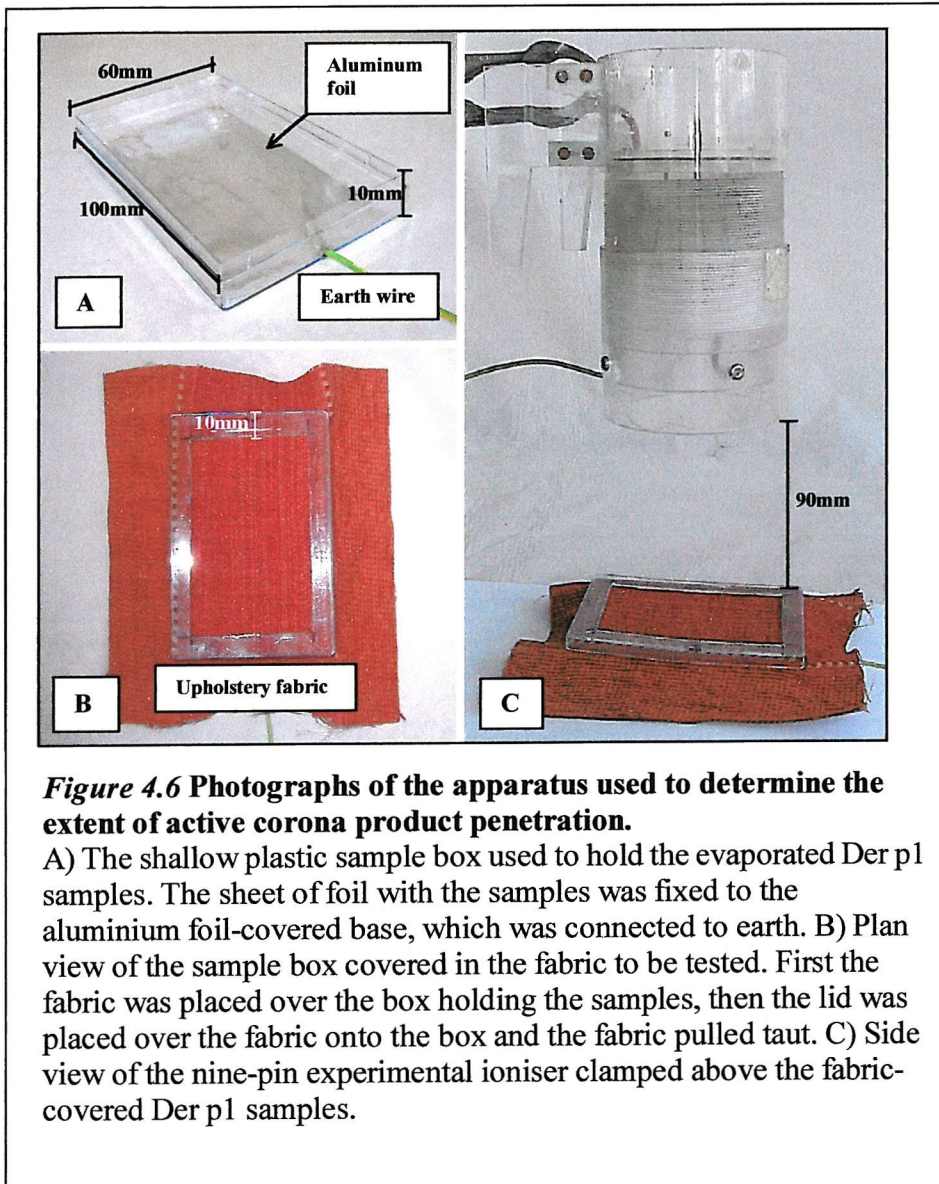 60mm
Aluminum
foil
10mm
100mm
A
Earth wire
10mm
Upholstery fabric
B
90mm
C
Figure 4.6 Photographs of the apparatus used to determine the
extent of active corona product penetration.
A) The shallow plastic sample box used to hold the evaporated Der p1
samples. The sheet of foil with the samples was fixed to the
aluminium foil-covered base, which was connected to earth. B) Plan
view of the sample box covered in the fabric to be tested. First the
fabric was placed over the box holding the samples, then the lid was
placed over the fabric onto the box and the fabric pulled taut. C) Side
view of the nine-pin experimental ioniser clamped above the fabric-
covered Der p1 samples.